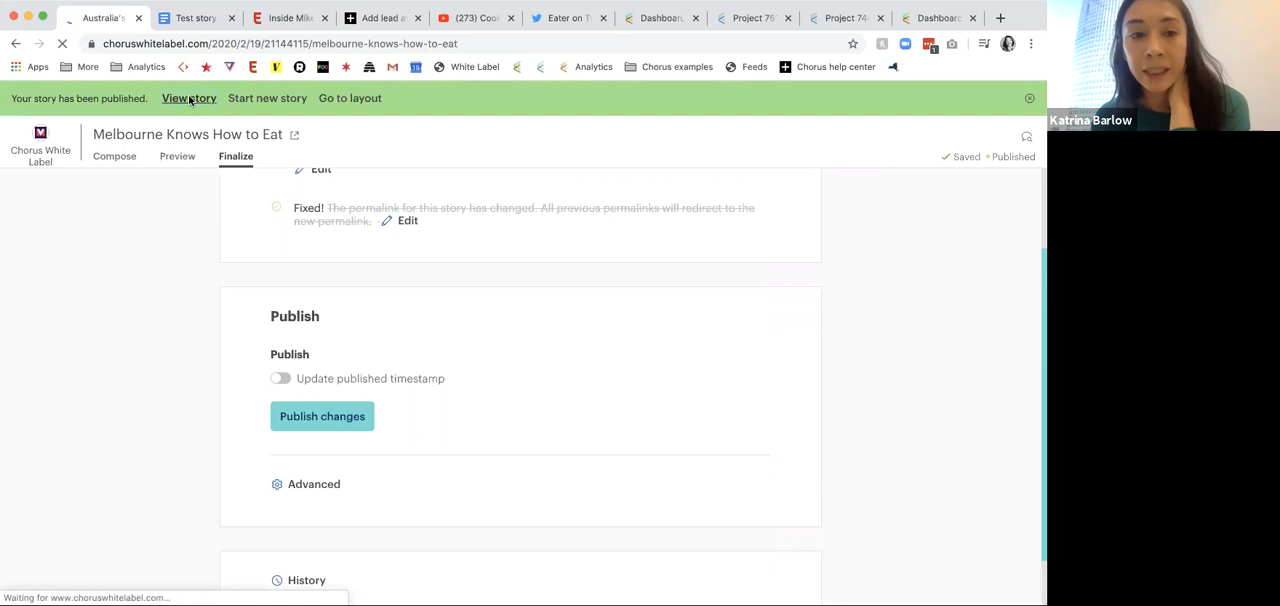 Australia's
Test story
Inside Mike
Add lead a
(273) Coo
Eater on T
Dashboar
Project 75
Project 74
Dashboard
choruswhitelabel.com/2020/2/19/21144115/melbourne-knows-how-to-eat
Apps More Analytics White Label Analytics Chorus examples Feeds Chorus help center
Your story has been published. View story Start new story Go to layout
Chorus White
Label
Melbourne Knows How to Eat
Compose Preview Finalize
Saved Published
Edit
Fixed! The permalink for this story has changed. All previous permalinks will redirect to the
new permalink. Edit
Publish
Publish
Update published timestamp
Publish changes
Advanced
History
Waiting for www.choruswhitelabel.com...
Katrina Barlow